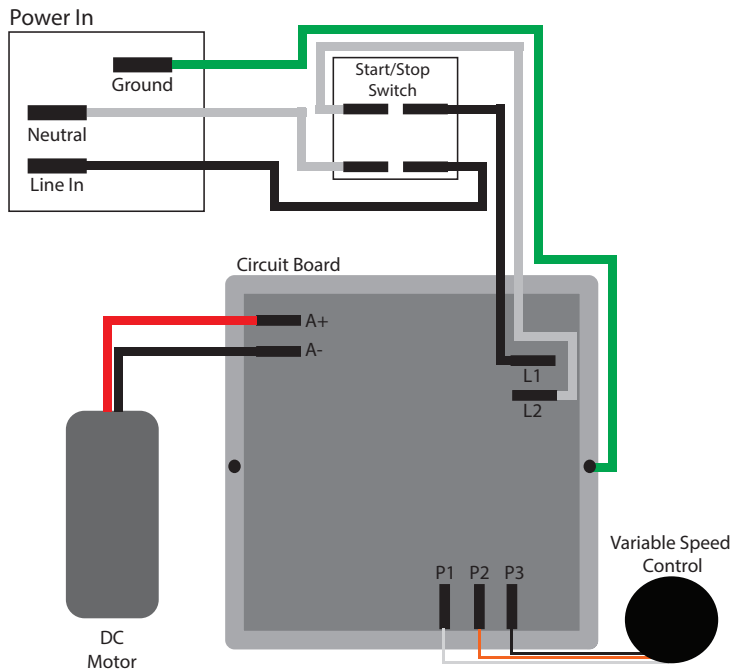 Power In
Ground
Neutral
Line In
Start/Stop
Switch
Circuit Board
A+
A-
L1
L2
P1 P2 P3
Variable Speed
Control
DC
Motor